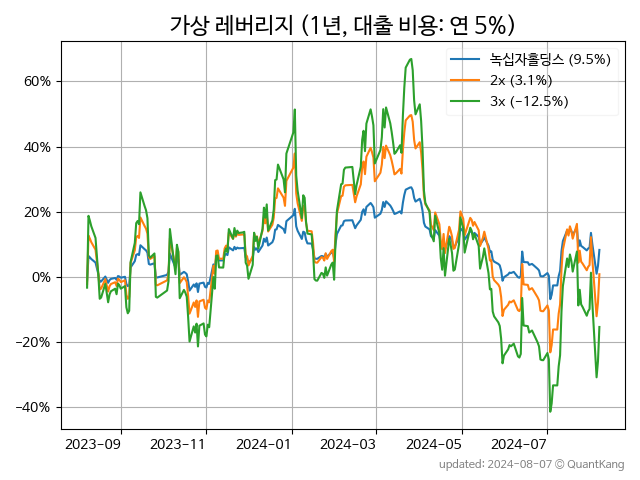 가상 레버리지 (1년, 대출 비용: 연 5%)
녹십자홀딩스 (9.5%)
2x (3.1%)
3x (−12.5%)
60%
40%
20%
0%
−20%
−40%
2023−09 2023−11 2024−01 2024−03 2024−05 2024−07
updated: 2024−08−07 © QuantKang